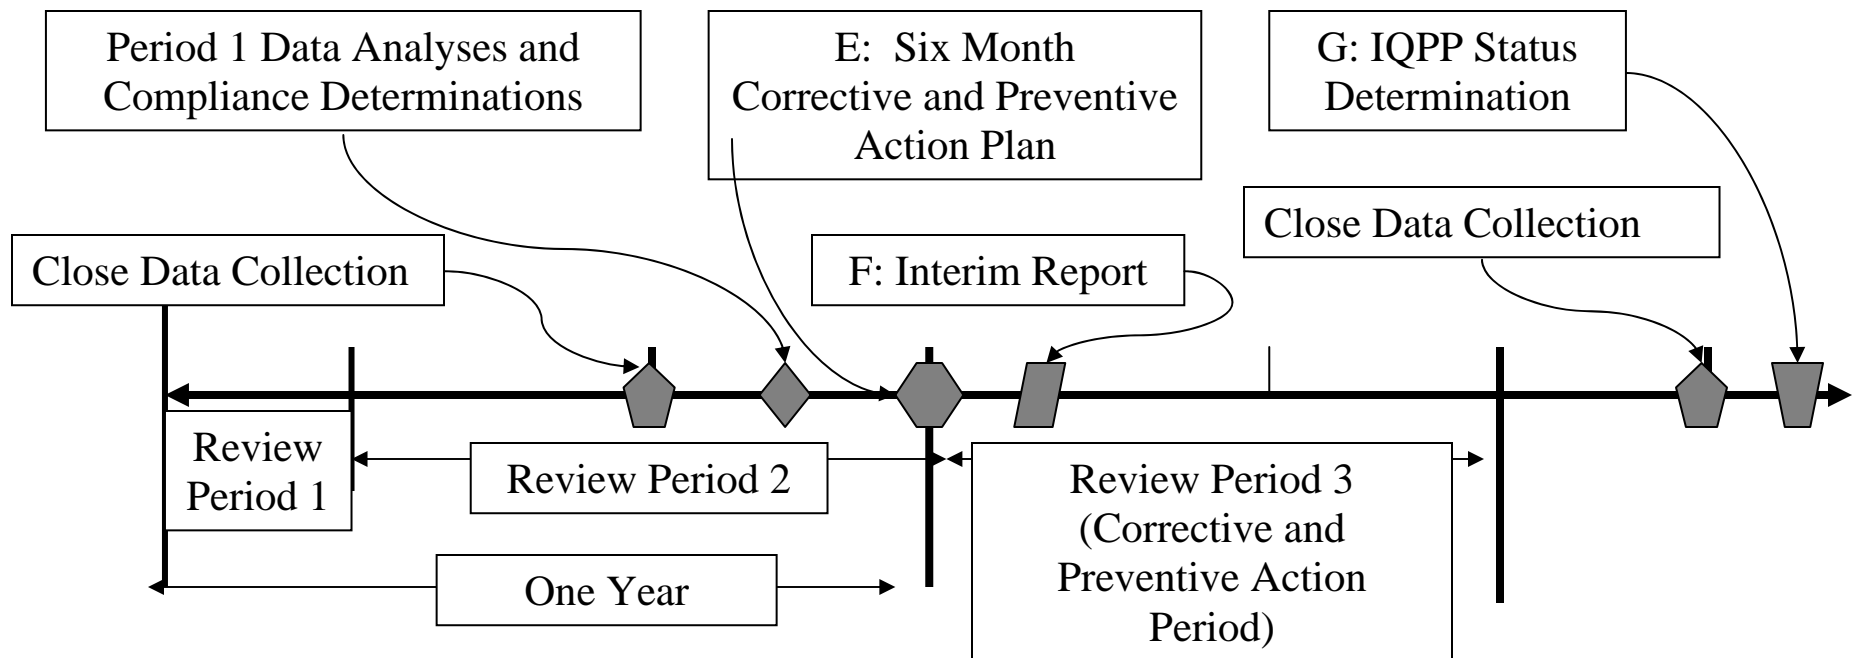 Period 1 Data Analyses and
Compliance Determinations
E: Six Month
Corrective and Preventive
Action Plan
G: IQPP Status
Determination
Close Data Collection
F: Interim Report
Close Data Collection
Review
Period 1
Review Period 2
Review Period 3
(Corrective and
Preventive Action
Period)
One Year